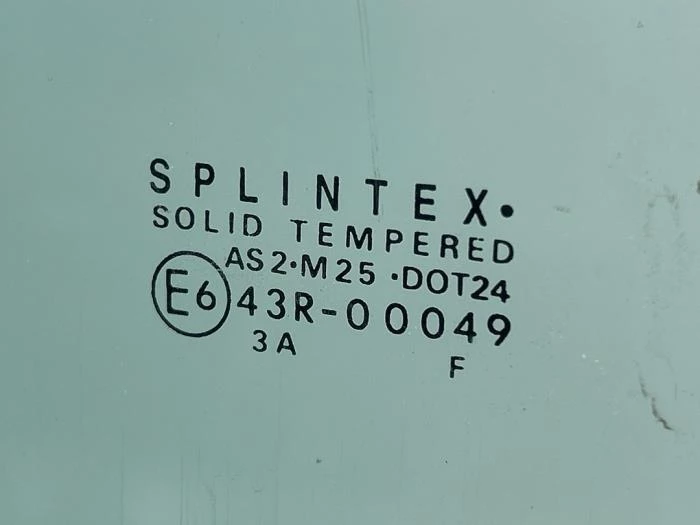 SPLINTEX•
SOLID TEMPERED
AS2•M25 •DOT24
E6 43R-00049
3A
F